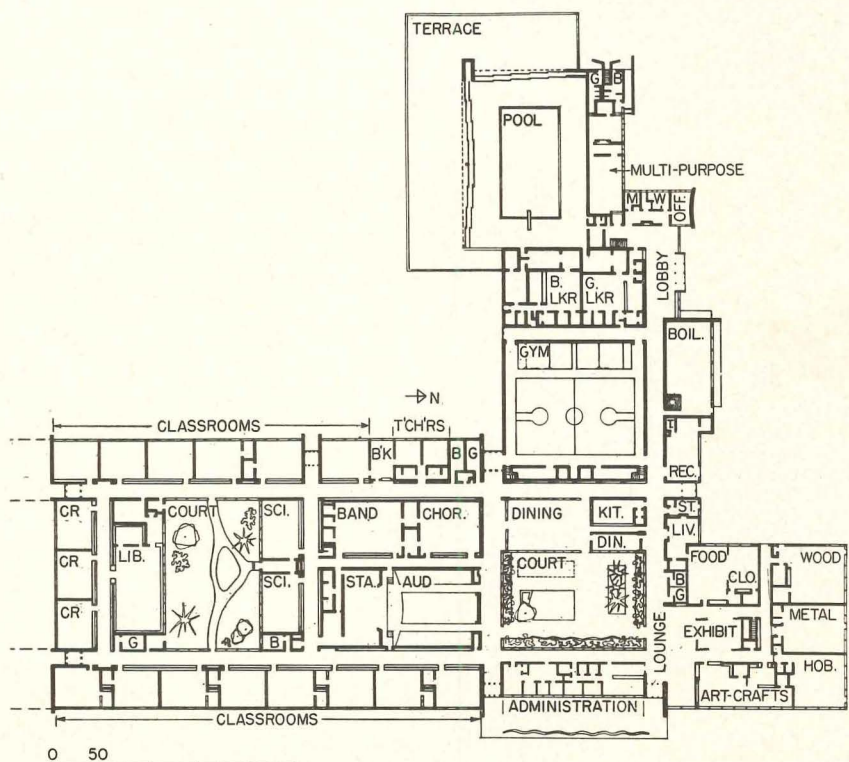 TERRACE
G B
POOL
MULTI-PURPOSE
M LW OFF.
LOBBY
B. LKR
G. LKR
BOIL.
GYM
N
CLASSROOMS
T'CH'RS
B'K
B G
REC.
CR
COURT
SCI.
BAND
CHOR.
DINING
KIT.
ST.
LIV.
DIN.
LIB.
CR
SCI.
STA.
AUD
COURT
B
G
FOOD
CLO.
WOOD
CR
METAL
EXHIBIT
G
B
LOUNGE
HOB.
ART-CRAFTS
ADMINISTRATION
CLASSROOMS
0 50